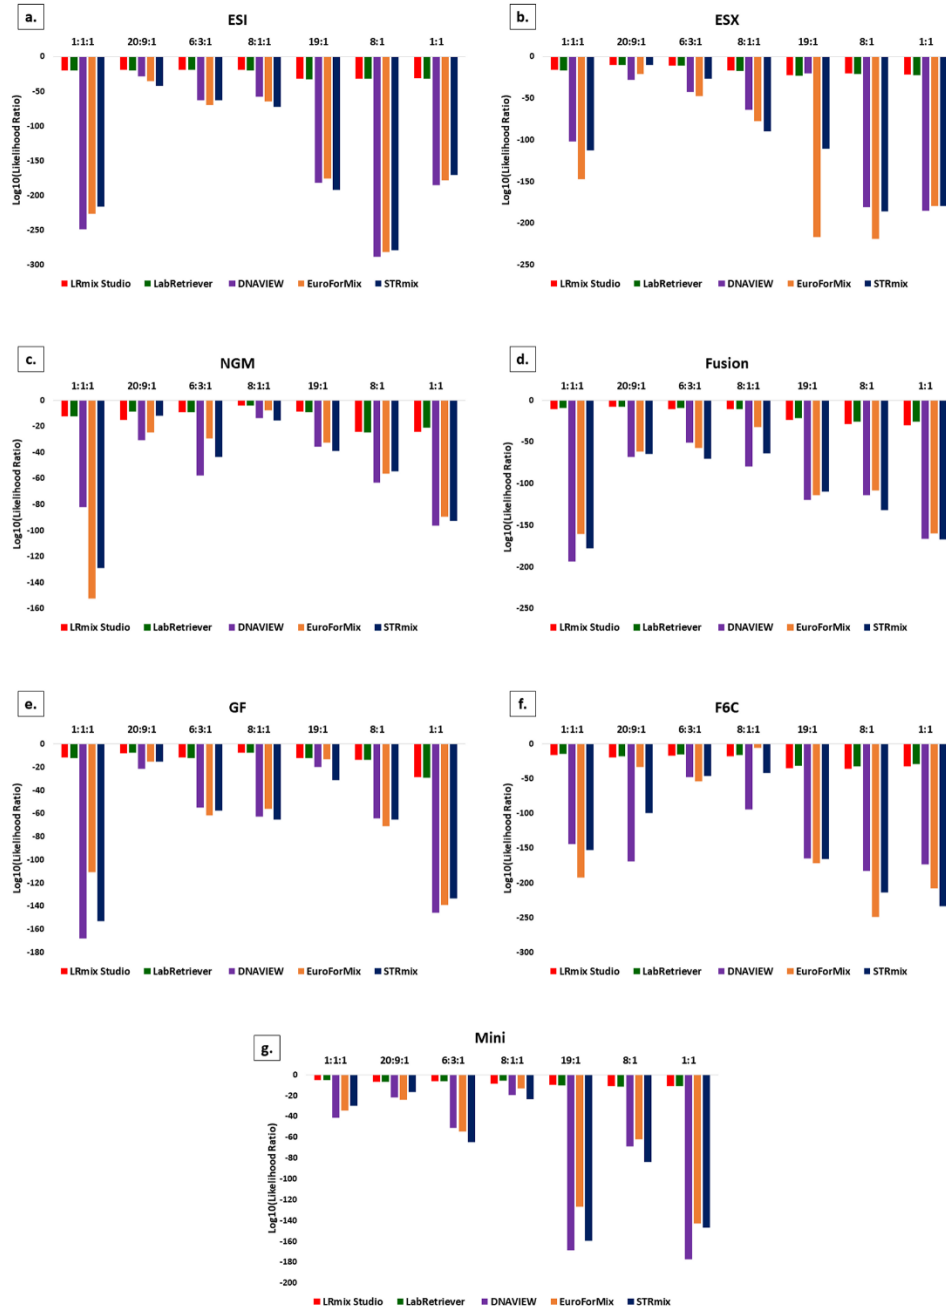 a.
ESI
1:1:1 20:9:1 6:3:1 8:1:1 19:1 8:1 1:1
0
-50
-100
-150
-200
-250
-300
Log10(Likelihood Ratio)
LRmix Studio LabRetriever DNAVIEW EuroForMix STRmix
b.
ESX
1:1:1 20:9:1 6:3:1 8:1:1 19:1 8:1 1:1
0
-50
-100
-150
-200
-250
Log10(Likelihood Ratio)
LRmix Studio LabRetriever DNAVIEW EuroForMix STRmix
c.
NGM
1:1:1 20:9:1 6:3:1 8:1:1 19:1 8:1 1:1
0
-20
-40
-60
-80
-100
-120
-140
-160
Log10(Likelihood Ratio)
LRmix Studio LabRetriever DNAVIEW EuroForMix STRmix
d.
Fusion
1:1:1 20:9:1 6:3:1 8:1:1 19:1 8:1 1:1
0
-50
-100
-150
-200
-250
Log10(Likelihood Ratio)
LRmix Studio LabRetriever DNAVIEW EuroForMix STRmix
e.
GF
1:1:1 20:9:1 6:3:1 8:1:1 19:1 8:1 1:1
0
-20
-40
-60
-80
-100
-120
-140
-160
-180
Log10(Likelihood Ratio)
LRmix Studio LabRetriever DNAVIEW EuroForMix STRmix
f.
F6C
1:1:1 20:9:1 6:3:1 8:1:1 19:1 8:1 1:1
0
-50
-100
-150
-200
-250
-300
Log10(Likelihood Ratio)
LRmix Studio LabRetriever DNAVIEW EuroForMix STRmix
g.
Mini
1:1:1 20:9:1 6:3:1 8:1:1 19:1 8:1 1:1
0
-20
-40
-60
-80
-100
-120
-140
-160
-180
-200
Log10(Likelihood Ratio)
LRmix Studio LabRetriever DNAVIEW EuroForMix STRmix